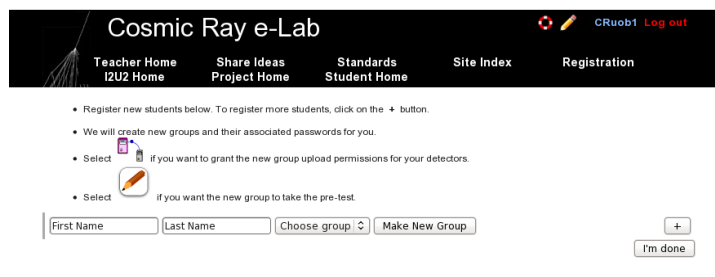 Cosmic Ray e-Lab
CRuob1 Log out
Teacher Home Share Ideas Standards Site Index Registration
I2U2 Home Project Home Student Home
• Register new students below. To register more students, click on the + button.
• We will create new groups and their associated passwords for you.
• Select if you want to grant the new group upload permissions for your detectors.
• Select if you want the new group to take the pre-test.
First Name Last Name Choose group Make New Group +
I'm done